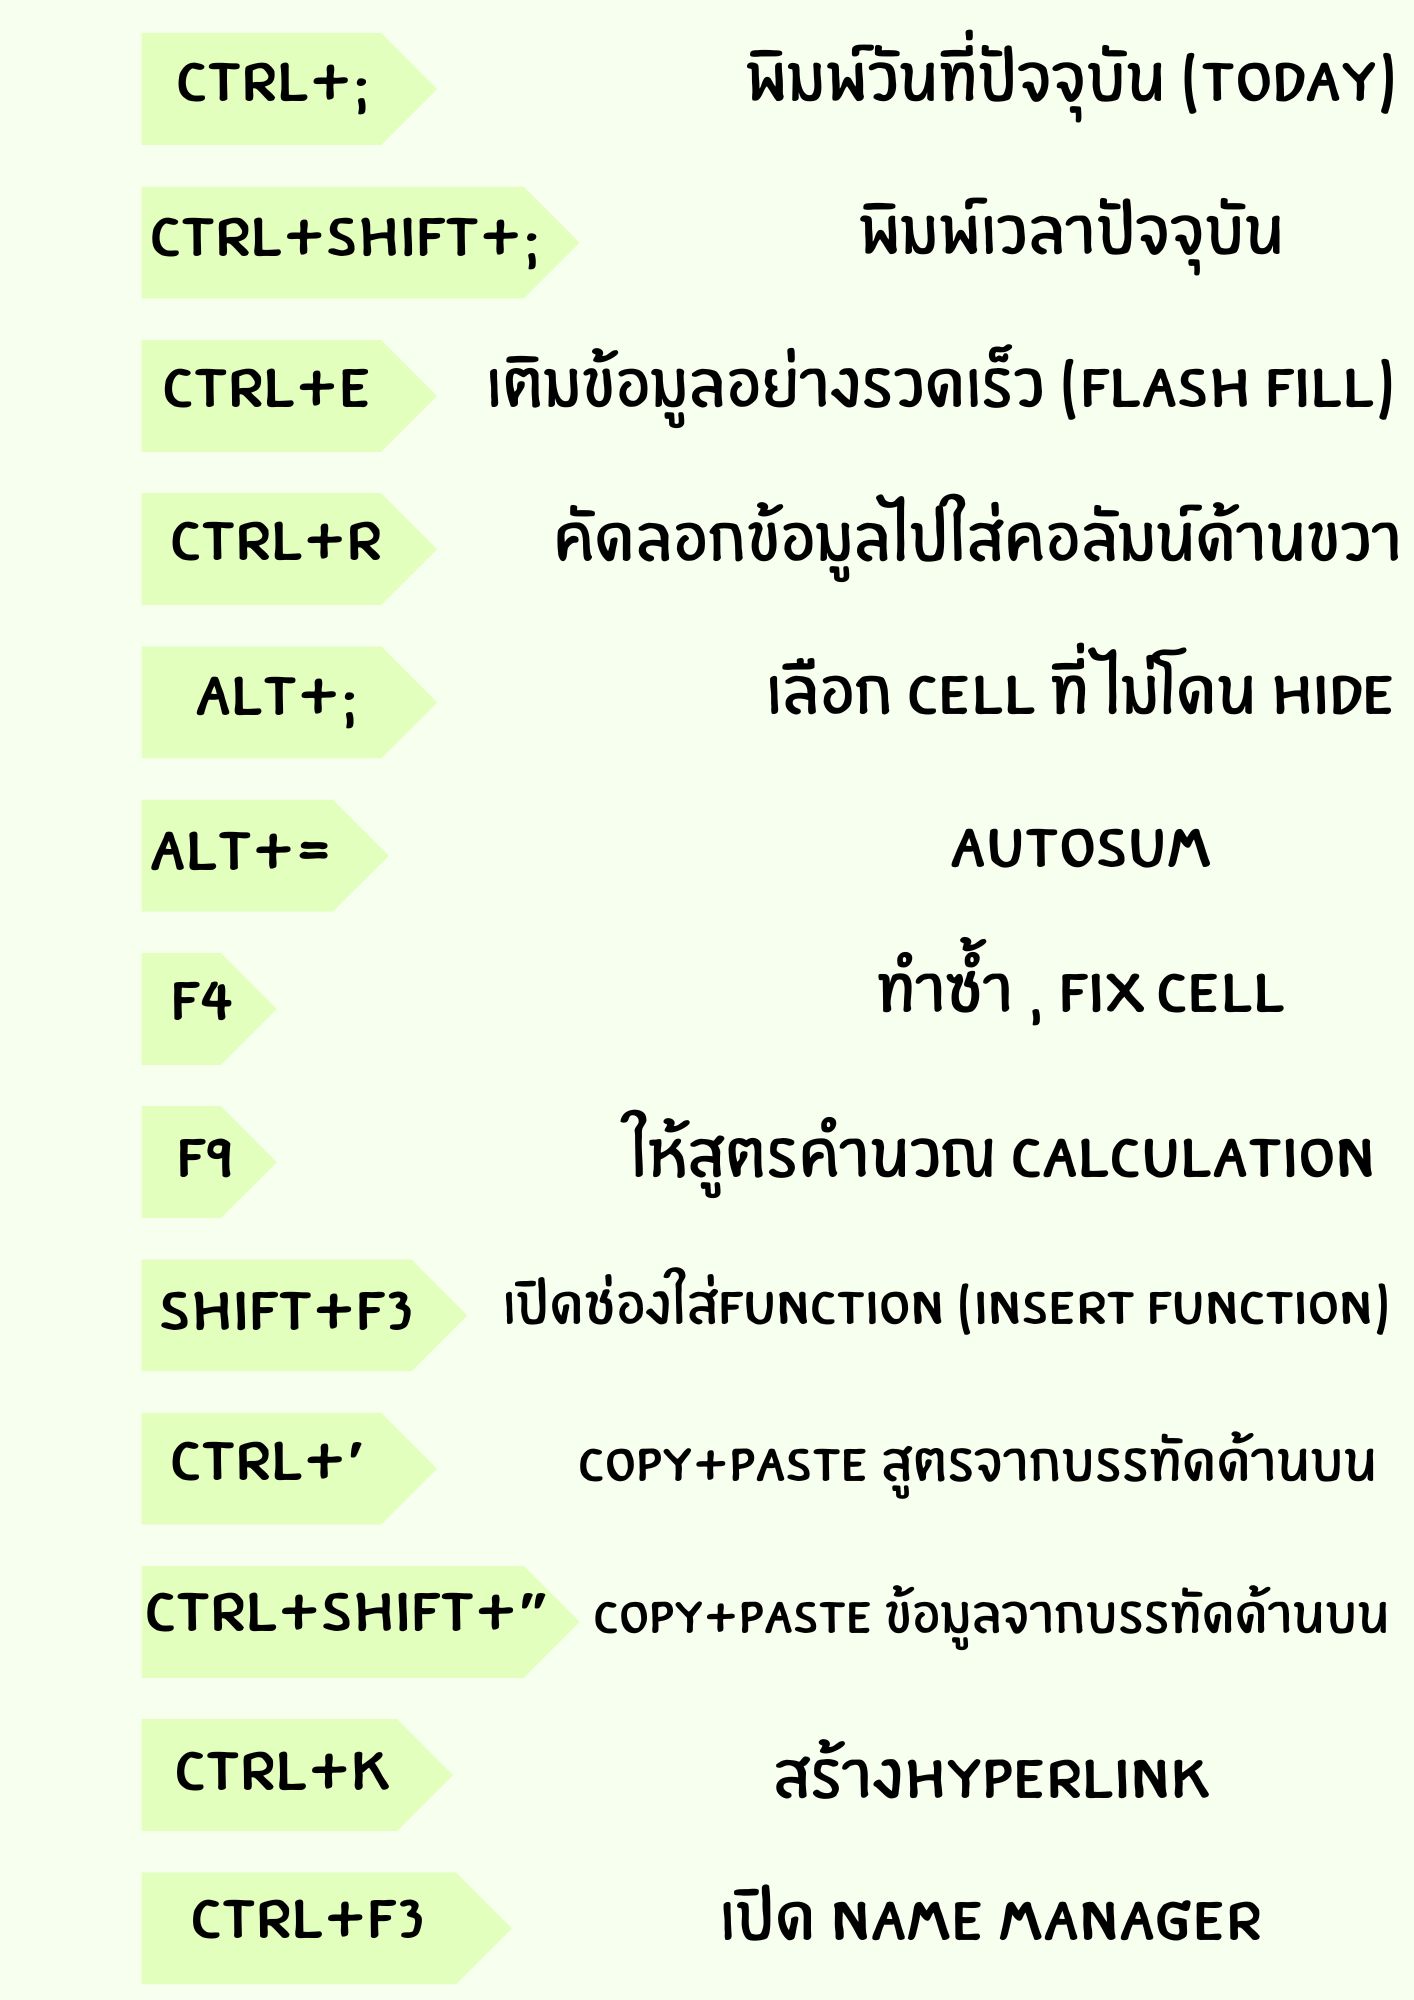 CTRL+; พิมพ์วันที่ปัจจุบัน (TODAY)
CTRL+SHIFT+; พิมพ์เวลาปัจจุบัน
CTRL+E เติมข้อมูลอย่างรวดเร็ว (FLASH FILL)
CTRL+R คัดลอกข้อมูลไปใส่คอลัมน์ด้านขวา
ALT+; เลือก CELL ที่ไม่โดน HIDE
ALT+= AUTOSUM
F4 ทำซ้ำ , FIX CELL
F9 ให้สูตรคำนวณ CALCULATION
SHIFT+F3 เปิดช่องใส่FUNCTION (INSERT FUNCTION)
CTRL+' COPY+PASTE สูตรจากบรรทัดด้านบน
CTRL+SHIFT+" COPY+PASTE ข้อมูลจากบรรทัดด้านบน
CTRL+K สร้างHYPERLINK
CTRL+F3 เปิด NAME MANAGER